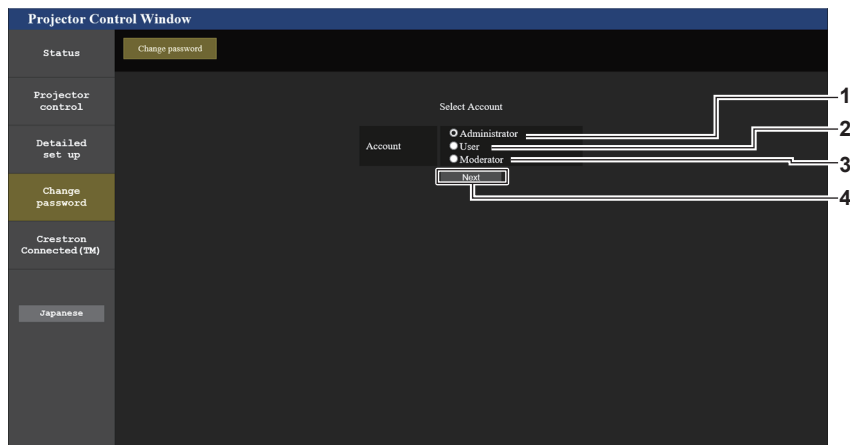 Projector Control Window
Status
Change password
Projector
control
Detailed
set up
Change
password
Crestron
Connected(TM)
Japanese
Select Account
Account
Administrator
User
Moderator
Next
1
2
3
4